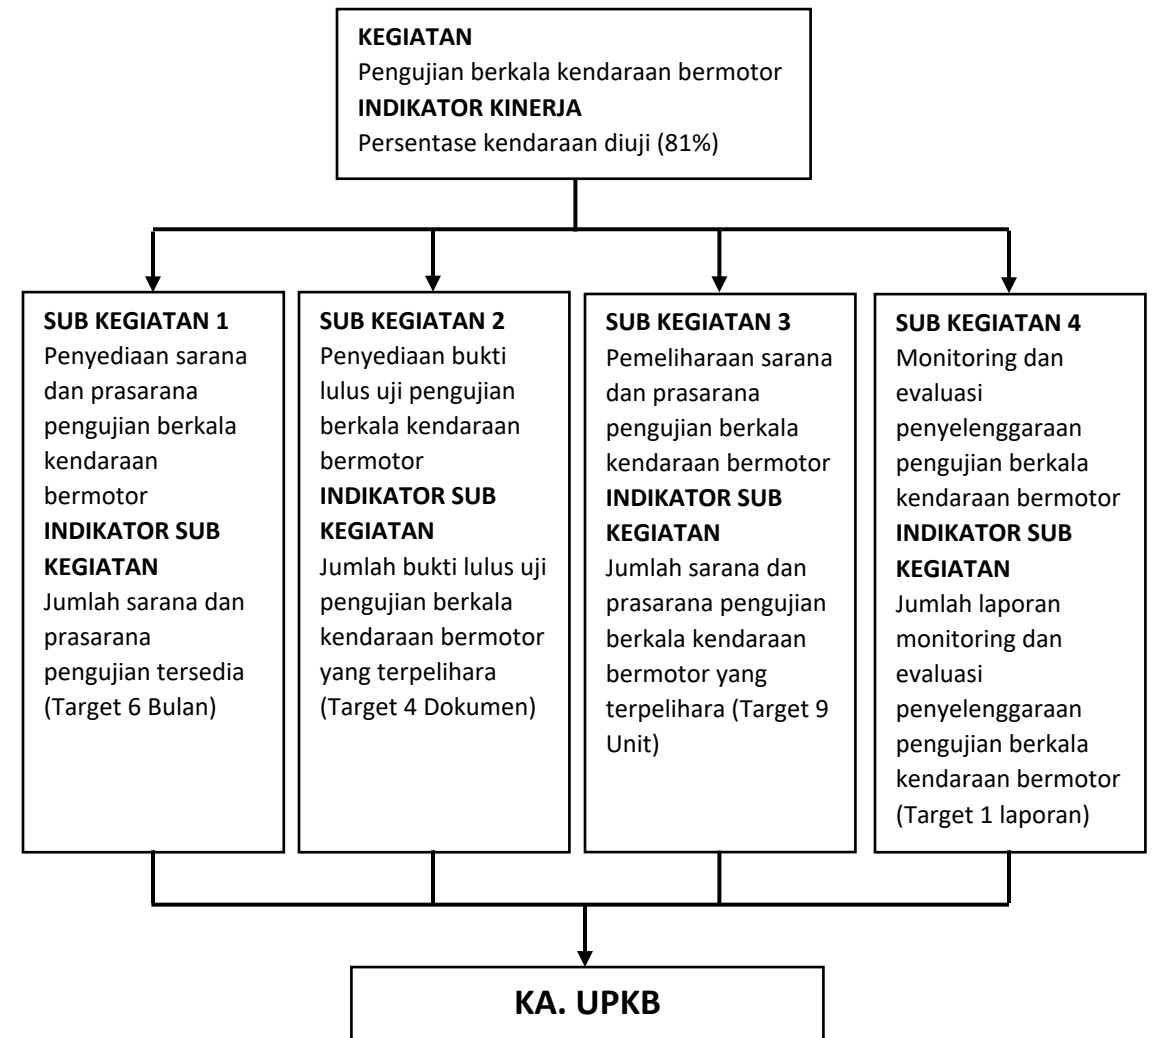 KEGIATAN
Pengujian berkala kendaraan bermotor
INDIKATOR KINERJA
Persentase kendaraan diuji (81%)
SUB KEGIATAN 1
Penyediaan sarana
dan prasarana
pengujian berkala
kendaraan
bermotor
INDIKATOR SUB
KEGIATAN
Jumlah sarana dan
prasarana
pengujian tersedia
(Target 6 Bulan)
SUB KEGIATAN 2
Penyediaan bukti
lulus uji pengujian
berkala kendaraan
bermotor
INDIKATOR SUB
KEGIATAN
Jumlah bukti lulus uji
pengujian berkala
kendaraan bermotor
yang terpelihara
(Target 4 Dokumen)
SUB KEGIATAN 3
Pemeliharaan sarana
dan prasarana
pengujian berkala
kendaraan bermotor
INDIKATOR SUB
KEGIATAN
Jumlah sarana dan
prasarana pengujian
berkala kendaraan
bermotor yang
terpelihara (Target 9
Unit)
SUB KEGIATAN 4
Monitoring dan
evaluasi
penyelenggaraan
pengujian berkala
kendaraan bermotor
INDIKATOR SUB
KEGIATAN
Jumlah laporan
monitoring dan
evaluasi
penyelenggaraan
pengujian berkala
kendaraan bermotor
(Target 1 laporan)
KA. UPKB